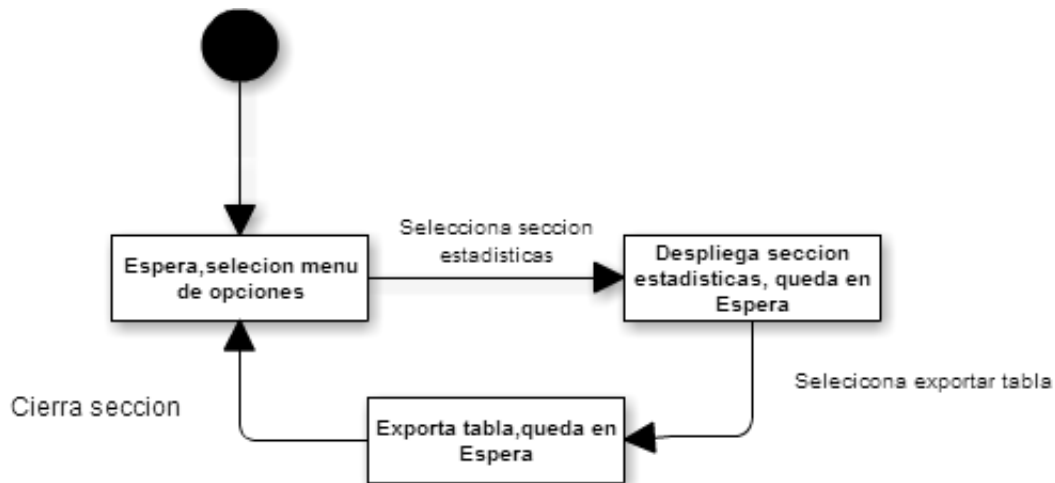 Selecciona seccion
estadisticas
Espera,selecion menu
de opciones
Despliega seccion
estadisticas, queda en
Espera
Selecicona exportar tabla
Cierra seccion
Exporta tabla,queda en
Espera